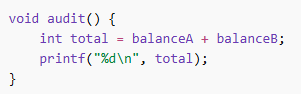 void audit() {
    int total = balanceA + balanceB;
    printf("%d\n", total);
}